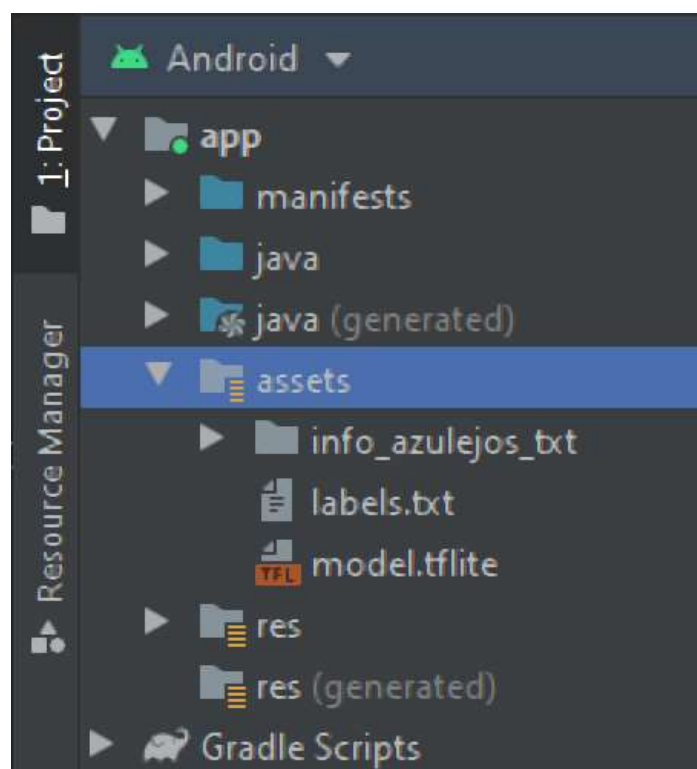 1: Project
Resource Manager
Android
app
manifests
java
java (generated)
assets
info_azulejos_txt
labels.txt
TFL
model.tflite
res
res (generated)
Gradle Scripts